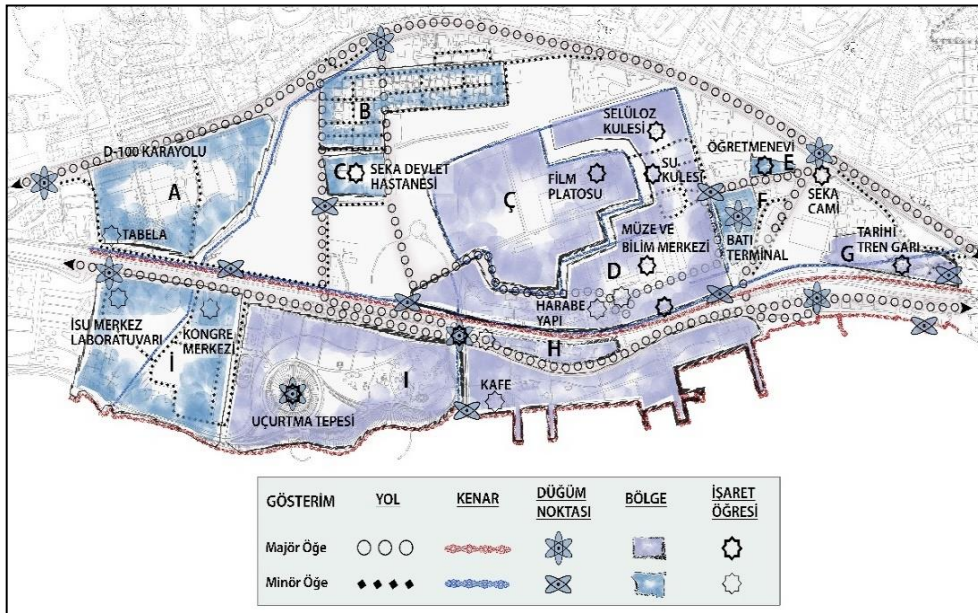 D-100 KARAYOLU
A
TABELA
B
C
SEKA DEVLET
HASTANESİ
SELÜLOZ
KULESİ
SU
KULESİ
FİLM
PLATOSU
Ç
ÖĞRETMENEVİ
E
SEKA
CAMİ
F
BATI
TERMİNAL
MÜZE VE
BİLİM MERKEZİ
D
TARİHİ
TREN GARI
G
HARABE
YAPI
H
İSU MERKEZ
LABORATUVARI
KONGRE
MERKEZİ
İ
I
UÇURTMA TEPESİ
KAFE
GÖSTERİM YOL KENAR DÜĞÜM NOKTASI BÖLGE İŞARET ÖĞRESİ
Majör Öğe
Minör Öğe